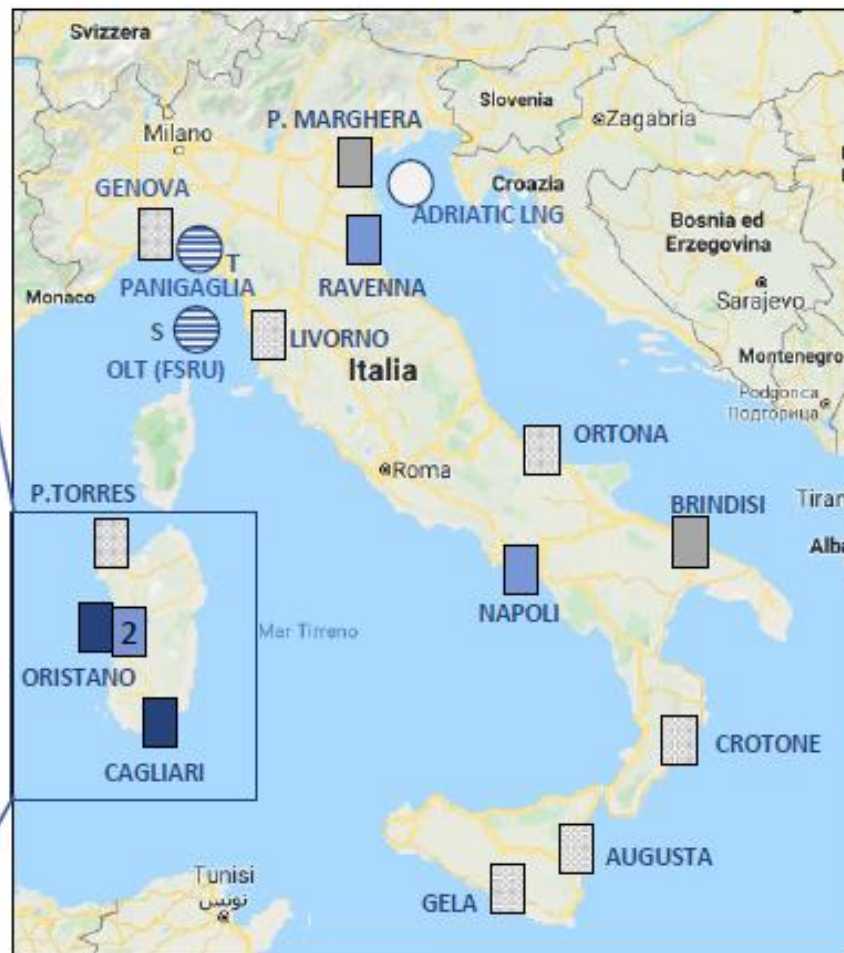 Svizzera
Slovenia
Zagabria
P. MARGHERA
Milano
GENOVA
Croazia
ADRIATIC LNG
Bosnia ed
Erzegovina
T
PANIGAGLIA
RAVENNA
Monaco
Sarajevo
S
LIVORNO
OLT (FSRU)
Italia
Montenegro
Podgorica
Подгорица
ORTONA
Roma
P.TORRES
BRINDISI
Tiran
Alba
NAPOLI
2
Mar Tirreno
ORISTANO
CROTONE
CAGLIARI
AUGUSTA
Tunisi
تونس
GELA